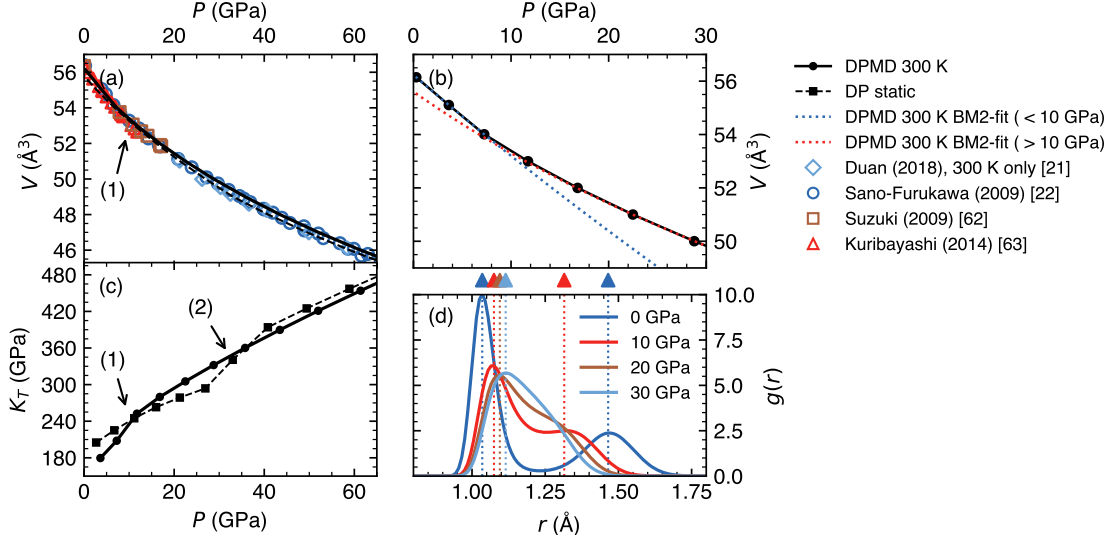 P (GPa)
0 20 40 60
56
54
52
50
48
46
V (Å³)
(a)
(1)
P (GPa)
0 10 20 30
(b)
56
54
52
50
V (Å³)
DPMD 300 K
DP static
DPMD 300 K BM2-fit ( < 10 GPa)
DPMD 300 K BM2-fit ( > 10 GPa)
Duan (2018), 300 K only [21]
Sano-Furukawa (2009) [22]
Suzuki (2009) [62]
Kuribayashi (2014) [63]
480
420
360
300
240
180
K_T (GPa)
(c)
(1)
(2)
0 20 40 60
P (GPa)
(d)
0 GPa
10 GPa
20 GPa
30 GPa
10.0
7.5
5.0
2.5
0.0
g(r)
1.00 1.25 1.50 1.75
r (Å)